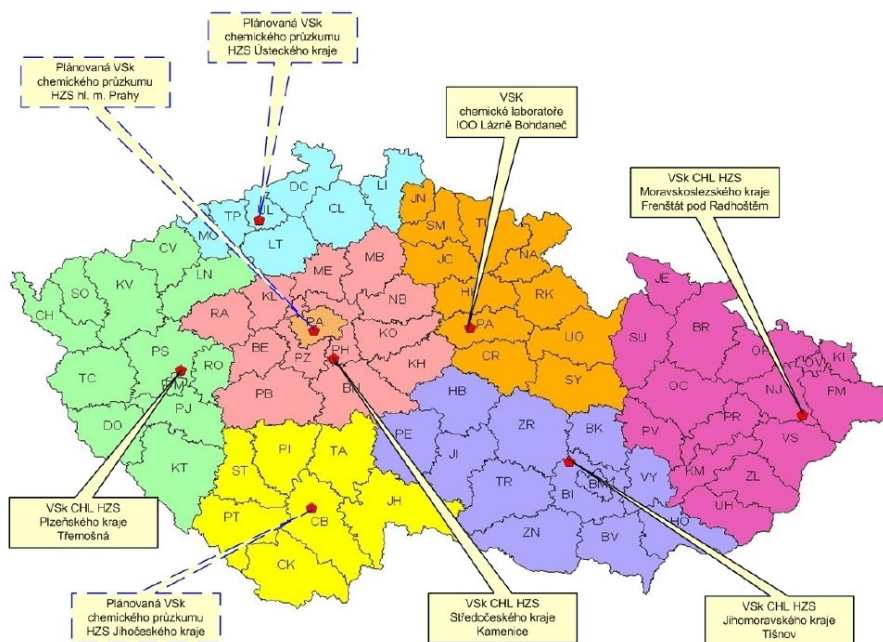 Plánovaná VSk
chemického průzkumu
HZS Ústeckého kraje
Plánovaná VSk
chemického průzkumu
HZS hl. m. Prahy
VSK
chemické laboratoře
IOO Lázně Bohdaneč
VSk CHL HZS
Moravskoslezského kraje
Frenštát pod Radhoštěm
DC
LI
TP
CL
MO
LT
JN
SM
TU
NA
JC
CV
LN
ME
MB
SO
KV
CH
KL
NB
RK
JE
RA
PA
PA
UO
SU
BR
BE
PZ
PH
KO
PS
RO
CR
KH
KI
TC
PB
HB
SY
OC
NJ
FM
PJ
DO
PI
TA
PE
ZR
BK
PR
VS
KT
ST
JI
PV
TR
BI
VY
KM
ZL
PT
CB
JH
UH
ZN
BV
CK
VSk CHL HZS
Plzeňského kraje
Třemošná
Plánovaná VSk
chemického průzkumu
HZS Jihočeského kraje
VSk CHL HZS
Středočeského kraje
Kamenice
VSk CHL HZS
Jihomoravského kraje
Tišnov